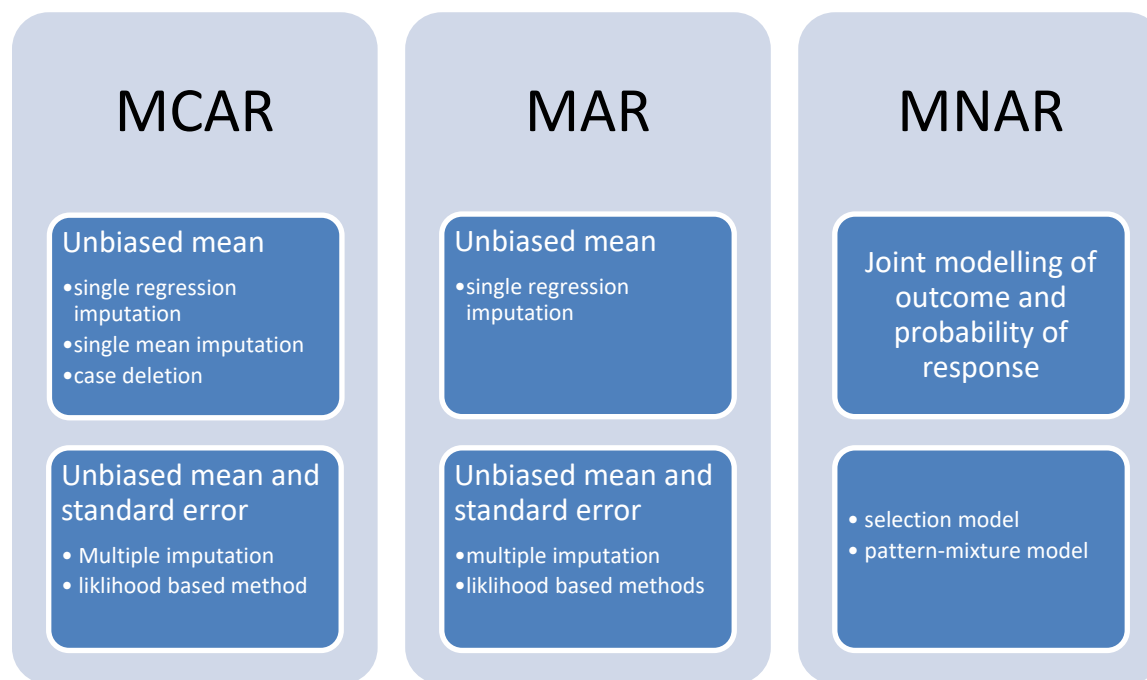 MCAR
Unbiased mean
•single regression
imputation
•single mean imputation
•case deletion
Unbiased mean and
standard error
• Multiple imputation
• liklihood based method
MAR
Unbiased mean
•single regression
imputation
Unbiased mean and
standard error
•multiple imputation
•liklihood based methods
MNAR
Joint modelling of
outcome and
probability of
response
• selection model
• pattern-mixture model